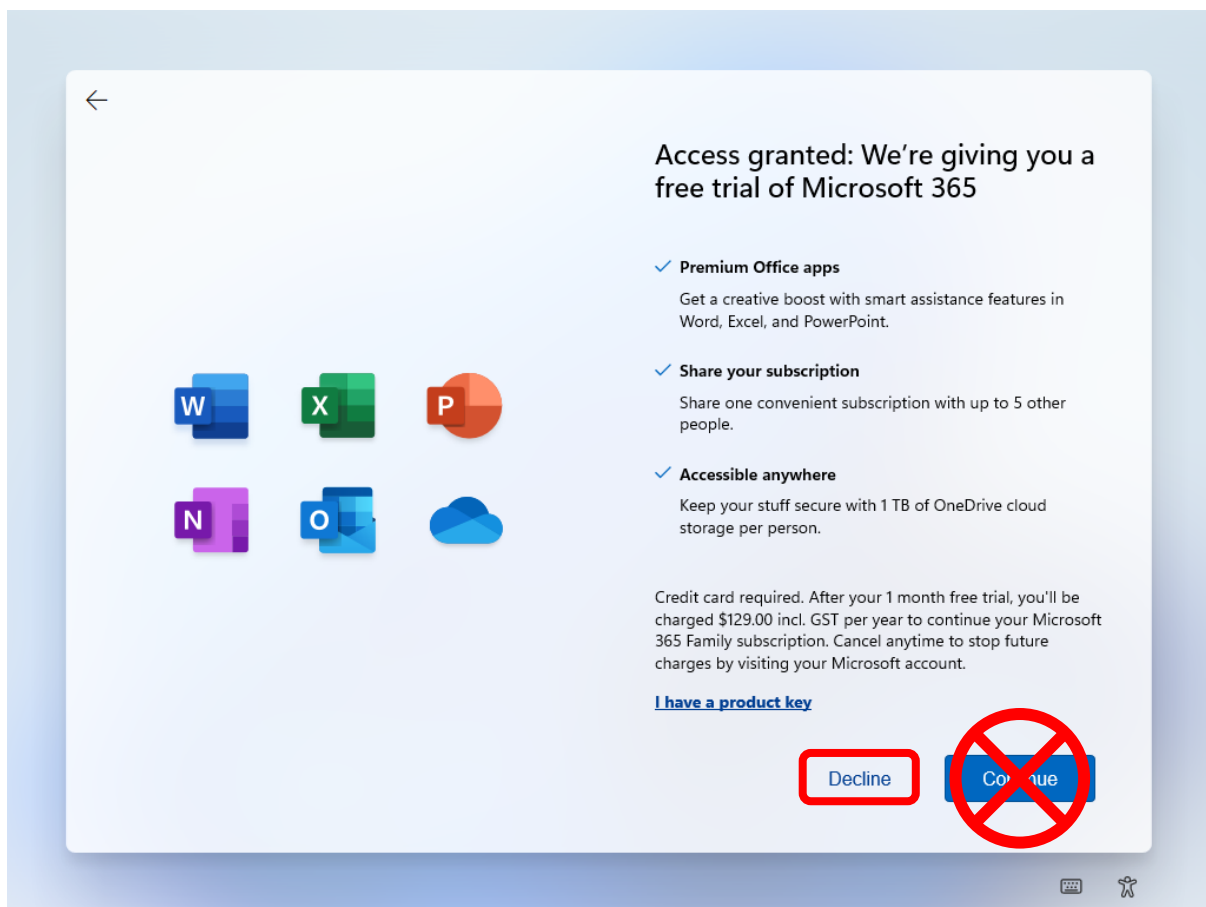 Access granted: We're giving you a
free trial of Microsoft 365
Premium Office apps
Get a creative boost with smart assistance features in
Word, Excel, and PowerPoint.
Share your subscription
Share one convenient subscription with up to 5 other
people.
Accessible anywhere
Keep your stuff secure with 1 TB of OneDrive cloud
storage per person.
W
X
P
N
O
Credit card required. After your 1 month free trial, you'll be
charged $129.00 incl. GST per year to continue your Microsoft
365 Family subscription. Cancel anytime to stop future
charges by visiting your Microsoft account.
I have a product key
Decline
Continue